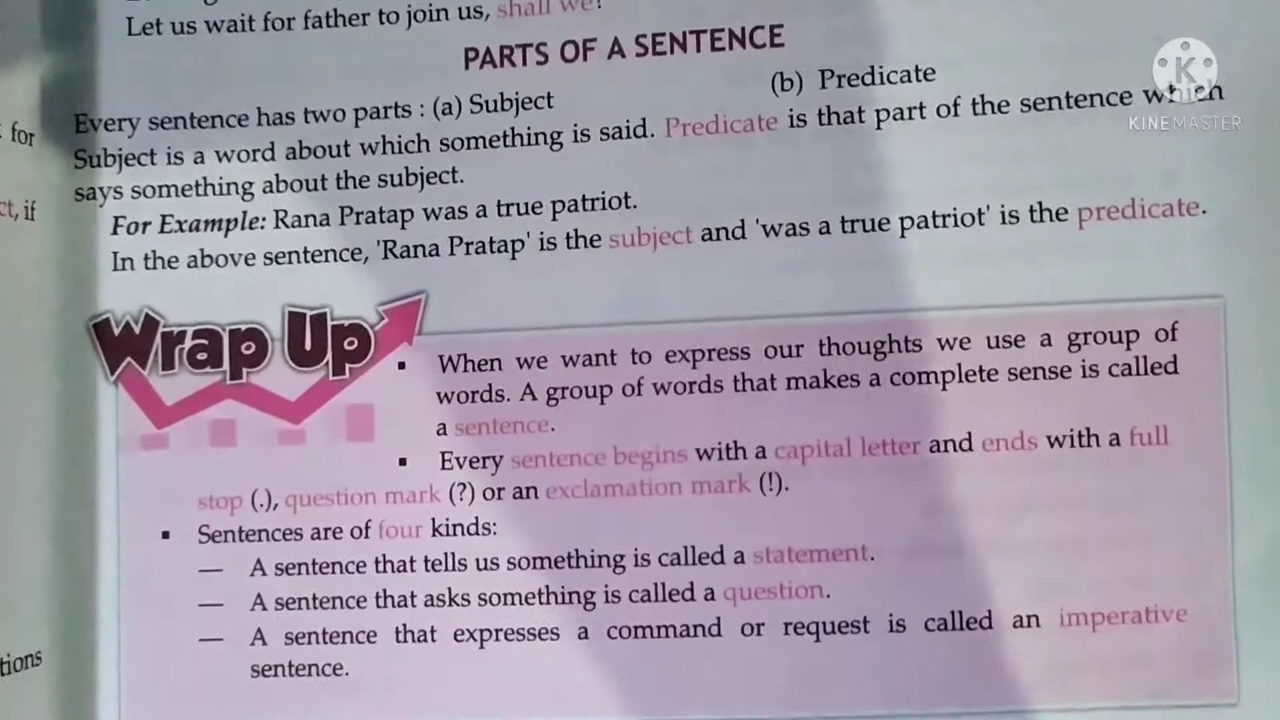 Let us wait for father to join us, shall we?
PARTS OF A SENTENCE
Every sentence has two parts : (a) Subject (b) Predicate
Subject is a word about which something is said. Predicate is that part of the sentence which
says something about the subject.
For Example: Rana Pratap was a true patriot.
In the above sentence, 'Rana Pratap' is the subject and 'was a true patriot' is the predicate.
Wrap Up
▪ When we want to express our thoughts we use a group of
words. A group of words that makes a complete sense is called
a sentence.
▪ Every sentence begins with a capital letter and ends with a full
stop (.), question mark (?) or an exclamation mark (!).
▪ Sentences are of four kinds:
— A sentence that tells us something is called a statement.
— A sentence that asks something is called a question.
— A sentence that expresses a command or request is called an imperative
sentence.
for
if
K
KINEMASTER